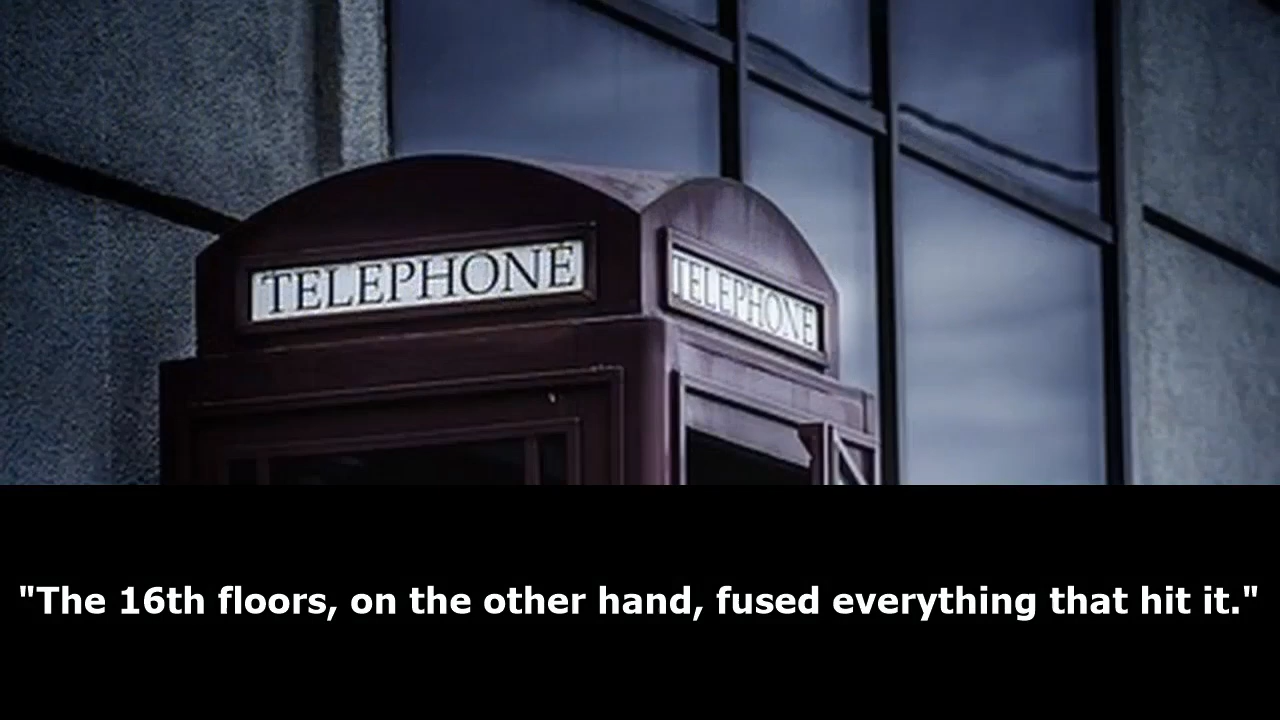 TELEPHONE
TELEPHONE
"The 16th floors, on the other hand, fused everything that hit it."